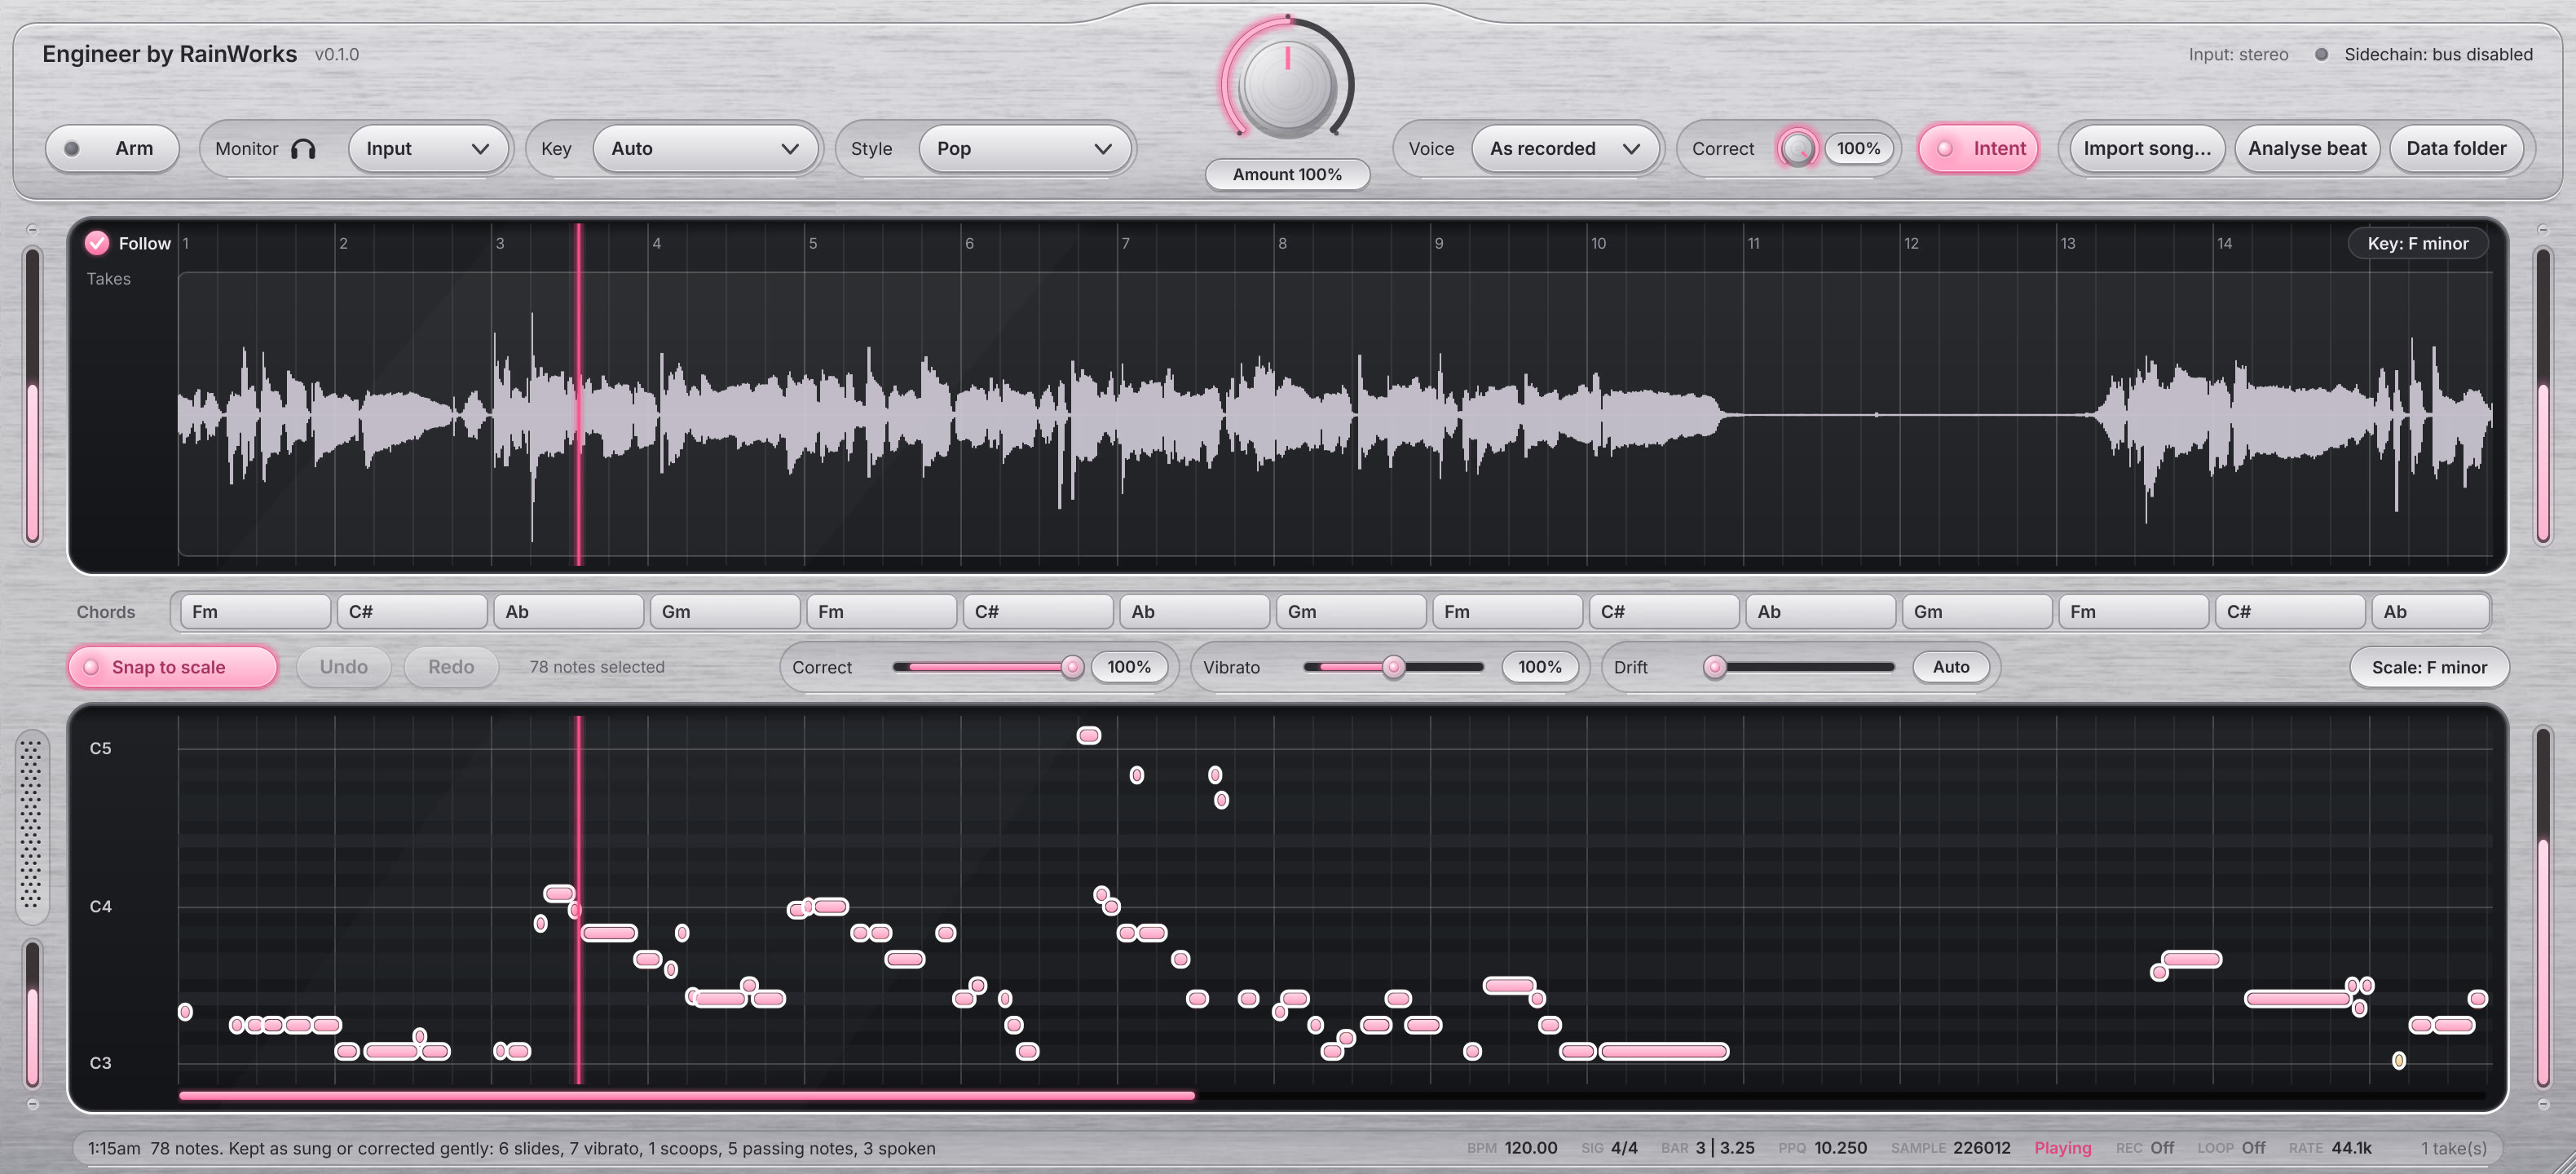 Engineer by RainWorks v0.1.0
Input: stereo Sidechain: bus disabled
Arm Monitor Input Key Auto Style Pop Amount 100% Voice As recorded Correct 100% Intent Import song... Analyse beat Data folder
Follow 1 2 3 4 5 6 7 8 9 10 11 12 13 14 Key: F minor
Takes
Chords Fm C# Ab Gm Fm C# Ab Gm Fm C# Ab Gm Fm C# Ab
Snap to scale Undo Redo 78 notes selected Correct 100% Vibrato 100% Drift Auto Scale: F minor
C5
C4
C3
1:15am 78 notes. Kept as sung or corrected gently: 6 slides, 7 vibrato, 1 scoops, 5 passing notes, 3 spoken BPM 120.00 SIG 4/4 BAR 3 | 3.25 PPQ 10.250 SAMPLE 226012 Playing REC Off LOOP Off RATE 44.1k 1 take(s)